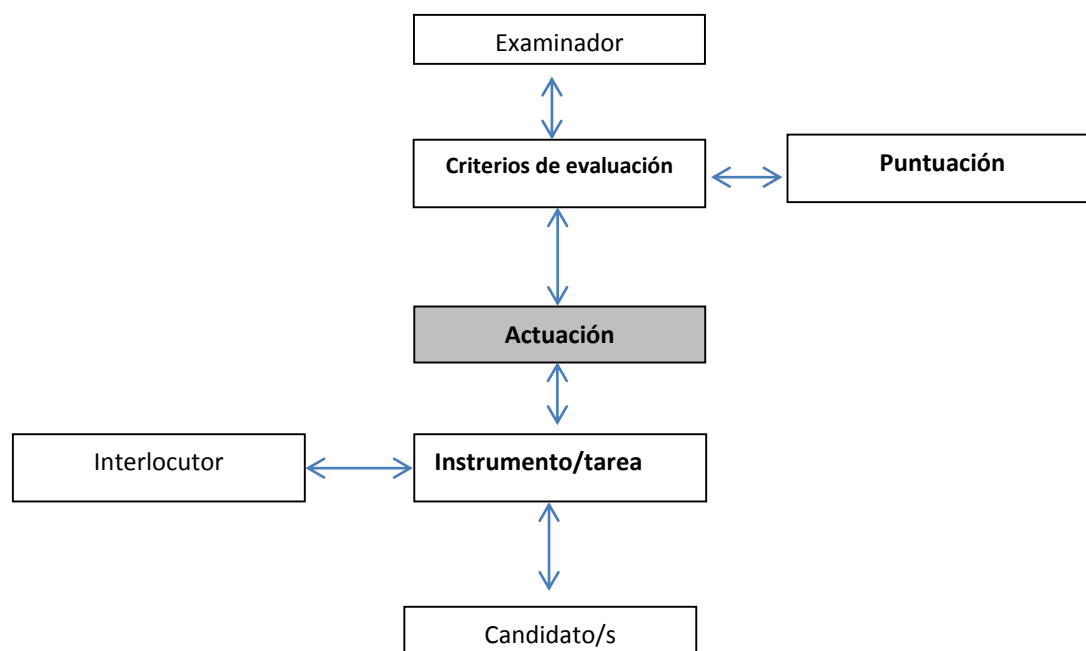 Examinador
Criterios de evaluación
Puntuación
Actuación
Interlocutor
Instrumento/tarea
Candidato/s